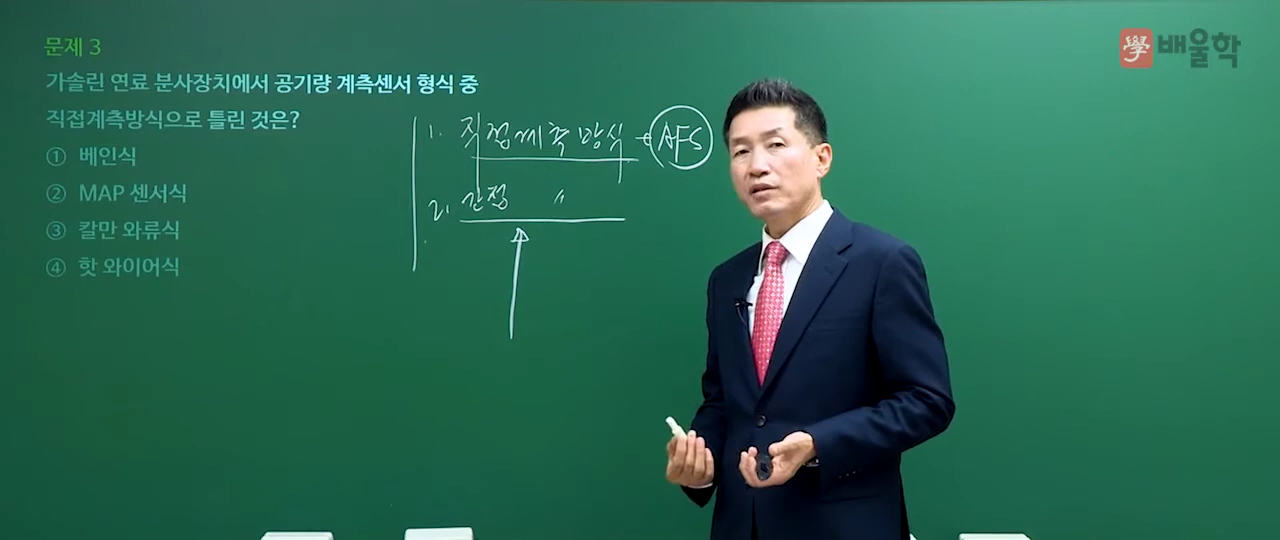 문제 3
가솔린 연료 분사장치에서 공기량 계측센서 형식 중
직접계측방식으로 틀린 것은?
① 베인식
② MAP 센서식
③ 칼만 와류식
④ 핫 와이어식
1. 직접계측 방식 → AFS
2. 간접 〃
學 배울학